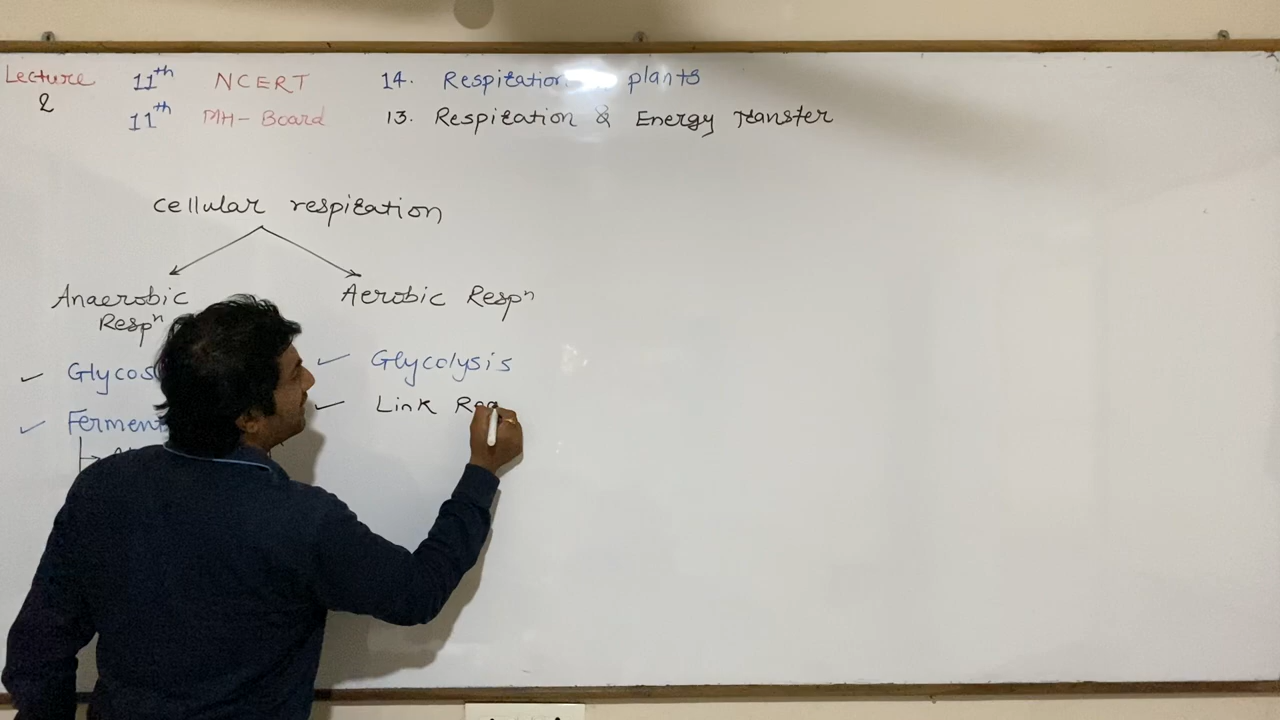 Lecture 11th NCERT 14. Respiration plants
2
11th MH-Board 13. Respiration & Energy Transfer
cellular respiration
Anaerobic Respn
Aerobic Respn
Glycolysis
Link